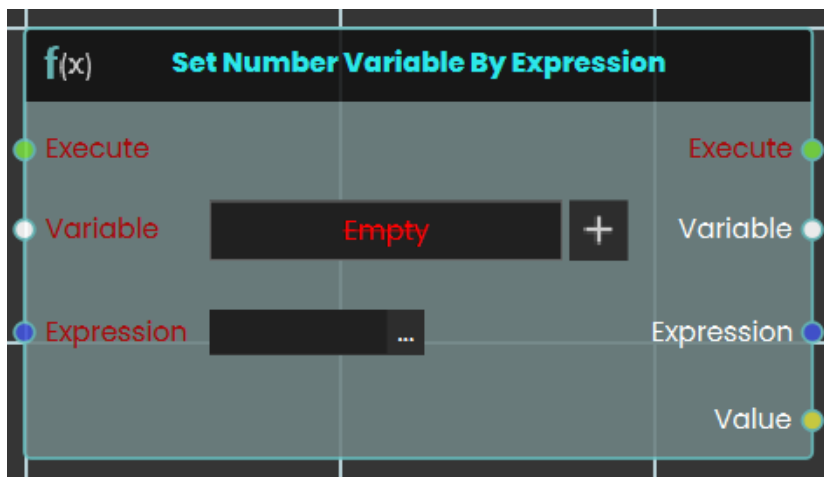 f(x) Set Number Variable By Expression
Execute Execute
Variable Empty + Variable
Expression ... Expression
Value